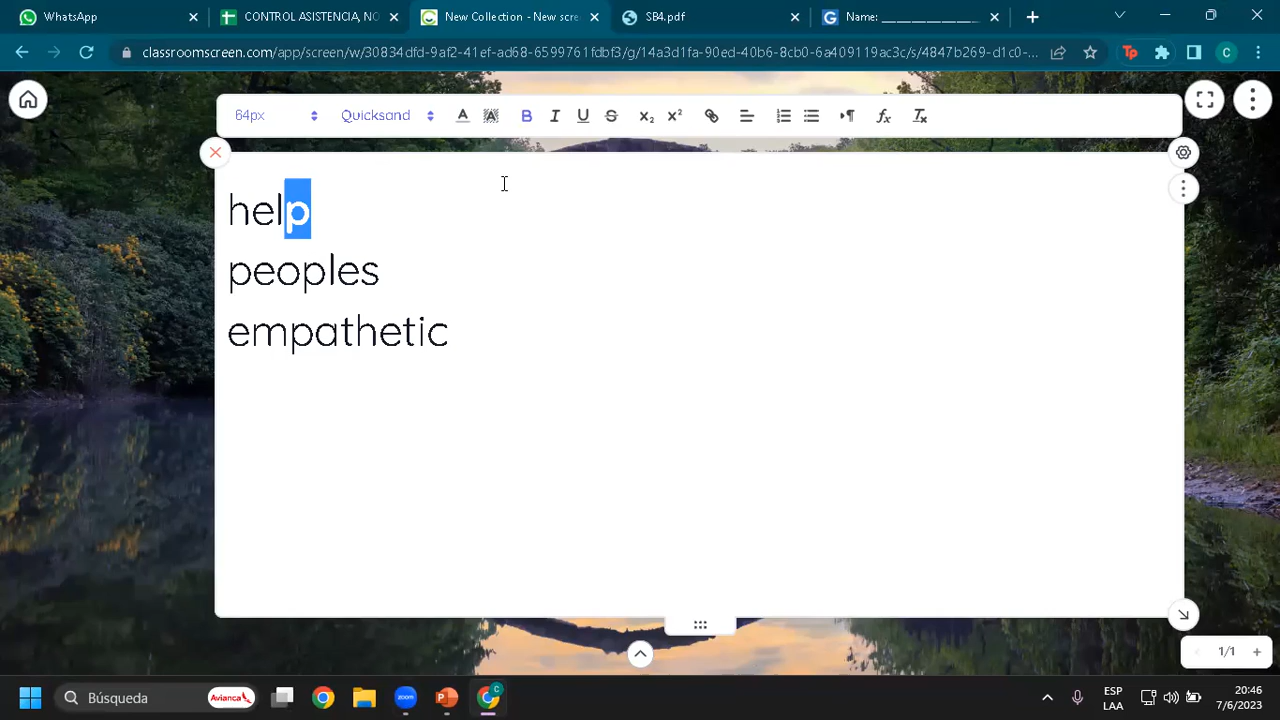 WhatsApp
CONTROL ASISTENCIA, NO
New Collection - New scre
SB4.pdf
Name: ________________
classroomscreen.com/app/screen/w/30834dfd-9af2-41ef-ad68-6599761fdbf3/g/14a3d1fa-90ed-40b6-8cb0-6a409119ac3c/s/4847b269-d1c0-...
64px
Quicksand
help
peoples
empathetic
1/1
Búsqueda
Avianca
zoom
ESP
LAA
20:46
7/6/2023